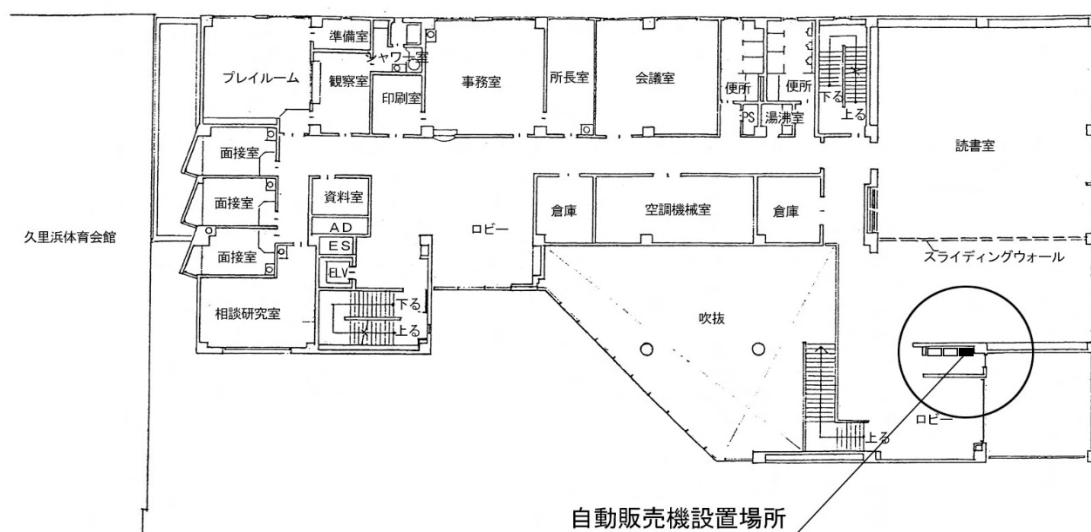 準備室
シャワー室
プレイルーム
観察室
印刷室
事務室
所長室
会議室
便所
便所
下る
上る
PS
湯沸室
読書室
面接室
面接室
面接室
資料室
AD
ES
ELV
ロビー
倉庫
空調機械室
倉庫
久里浜体育会館
スライディングウォール
相談研究室
下る
上る
吹抜
上る
ロビー
自動販売機設置場所